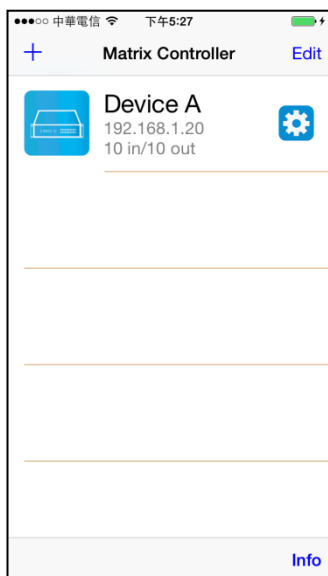 中華電信 下午5:27
+ Matrix Controller Edit
Device A
192.168.1.20
10 in/10 out
Info